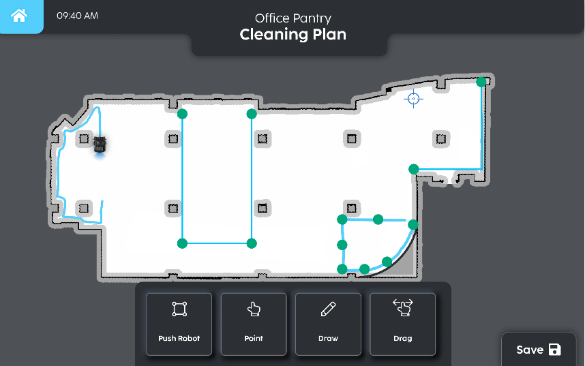 09:40 AM
Office Pantry
Cleaning Plan
Push Robot
Point
Draw
Drag
Save